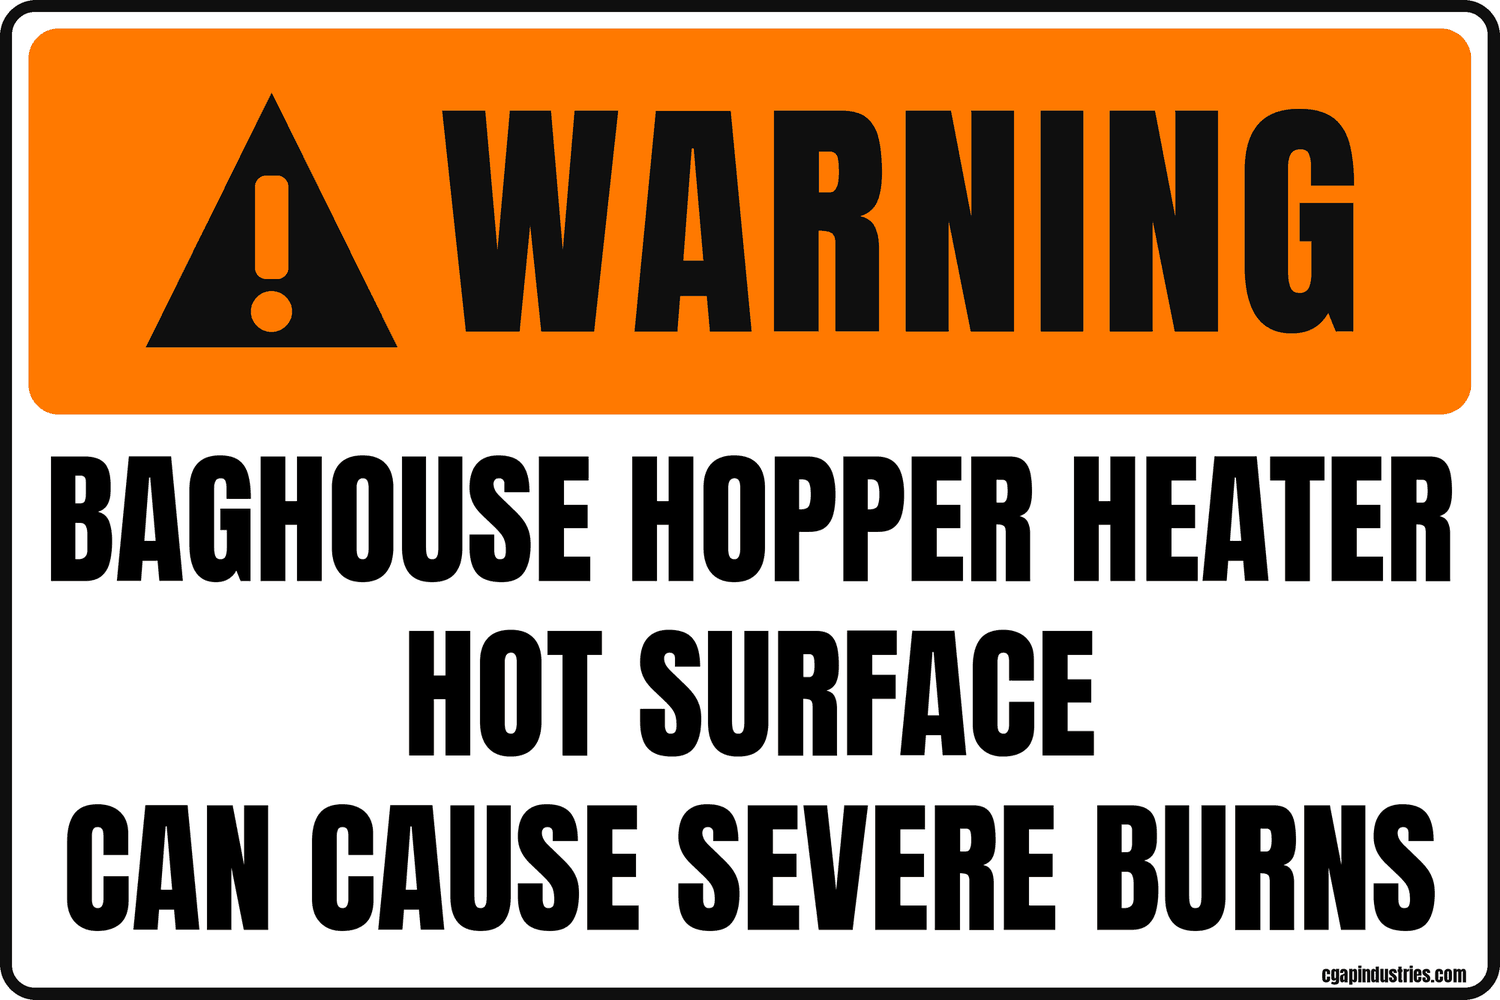 WARNING
BAGHOUSE HOPPER HEATER
HOT SURFACE
CAN CAUSE SEVERE BURNS
cgapindustries.com